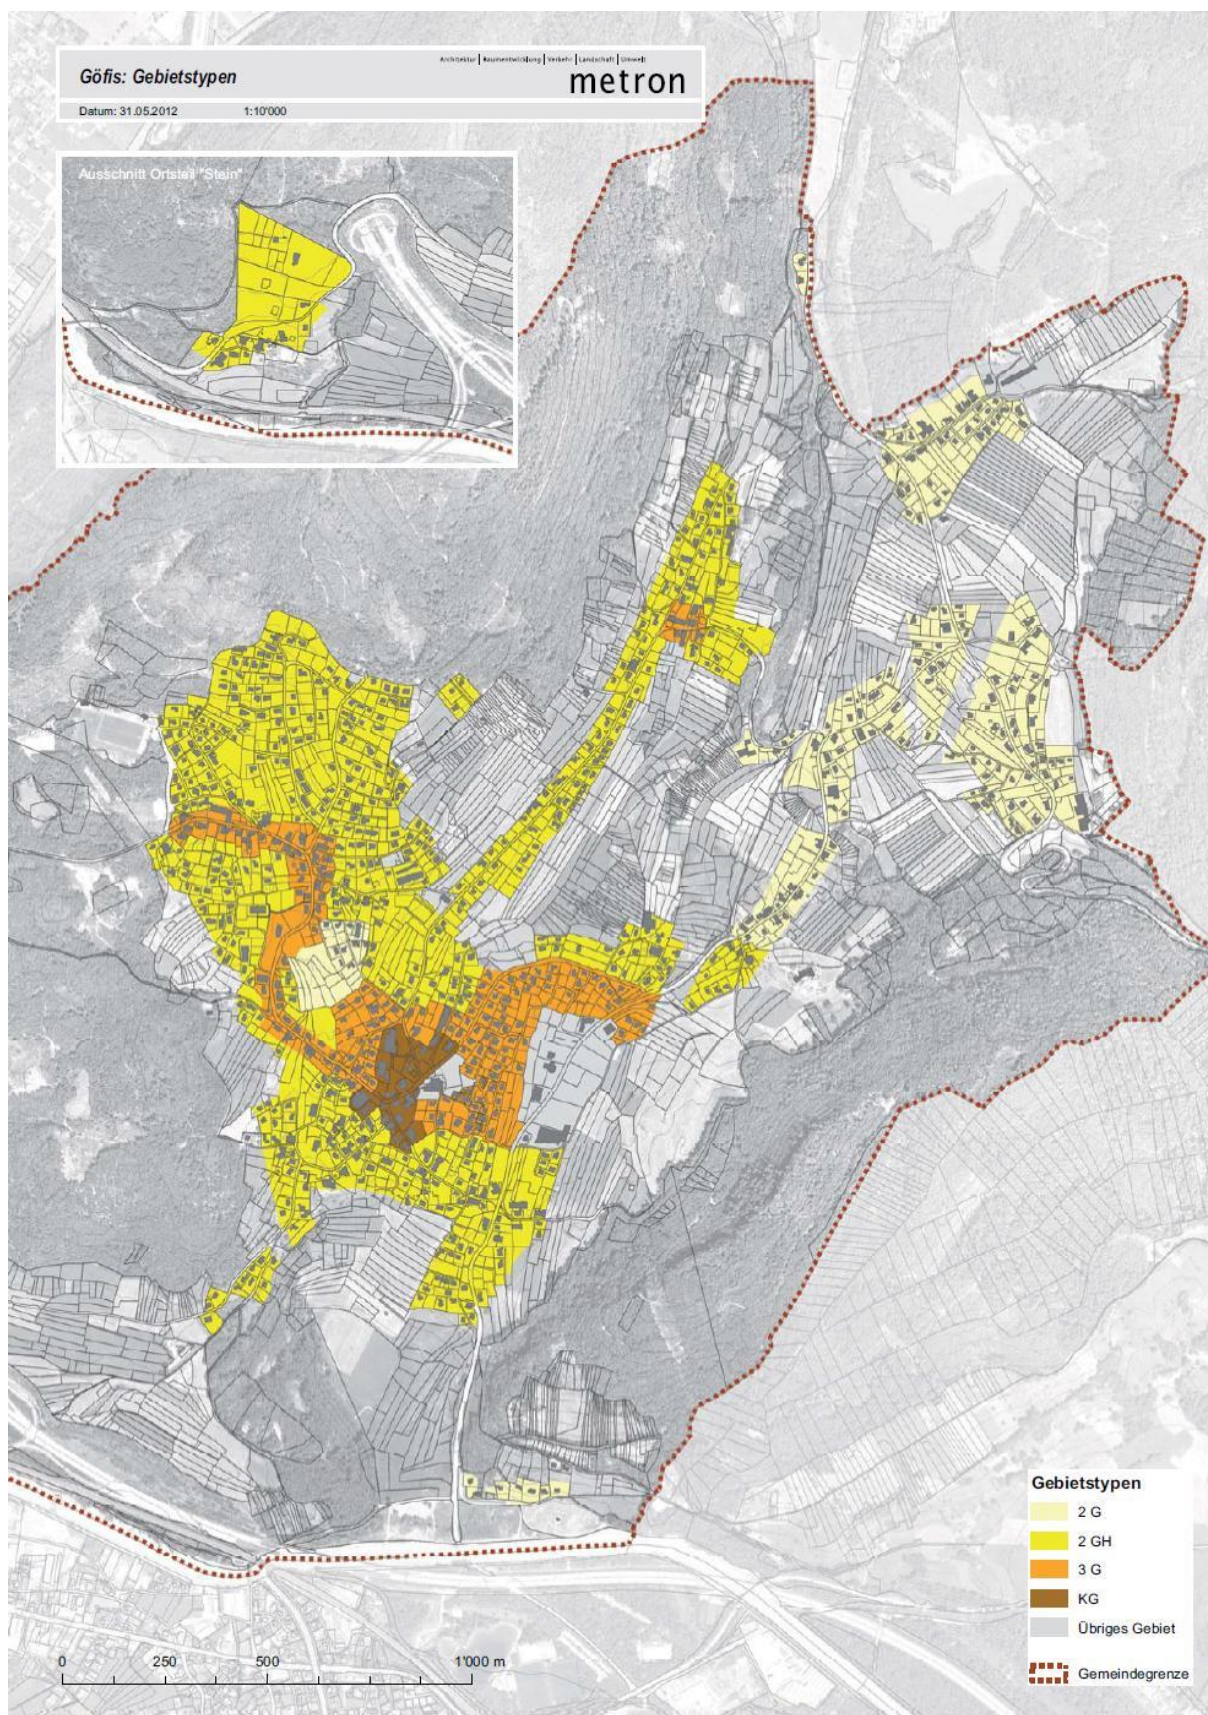 Architektur | Raumentwicklung | Verkehr | Landschaft | Umwelt
metron
Göfis: Gebietstypen
Datum: 31.05.2012 1:10'000
Ausschnitt Ortsteil "Stein"
Gebietstypen
2 G
2 GH
3 G
KG
Übriges Gebiet
Gemeindegrenze
0 250 500 1'000 m